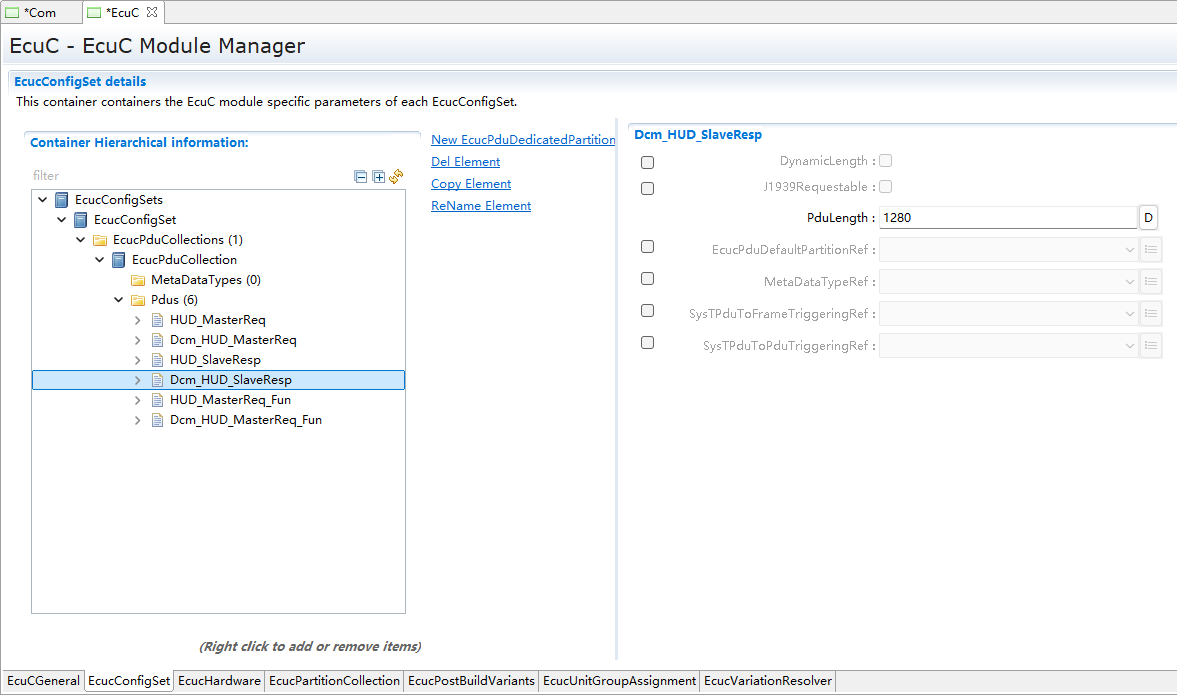 *Com
*EcuC
EcuC - EcuC Module Manager
EcucConfigSet details
This container containers the EcuC module specific parameters of each EcucConfigSet.
Container Hierarchical information:
filter
EcucConfigSets
EcucConfigSet
EcucPduCollections (1)
EcucPduCollection
MetaDataTypes (0)
Pdus (6)
HUD_MasterReq
Dcm_HUD_MasterReq
HUD_SlaveResp
Dcm_HUD_SlaveResp
HUD_MasterReq_Fun
Dcm_HUD_MasterReq_Fun
(Right click to add or remove items)
New EcucPduDedicatedPartition
Del Element
Copy Element
ReName Element
Dcm_HUD_SlaveResp
DynamicLength :
J1939Requestable :
PduLength : 1280 D
EcucPduDefaultPartitionRef :
MetaDataTypeRef :
SysTPduToFrameTriggeringRef :
SysTPduToPduTriggeringRef :
EcuCGeneral EcucConfigSet EcucHardware EcucPartitionCollection EcucPostBuildVariants EcucUnitGroupAssignment EcucVariationResolver